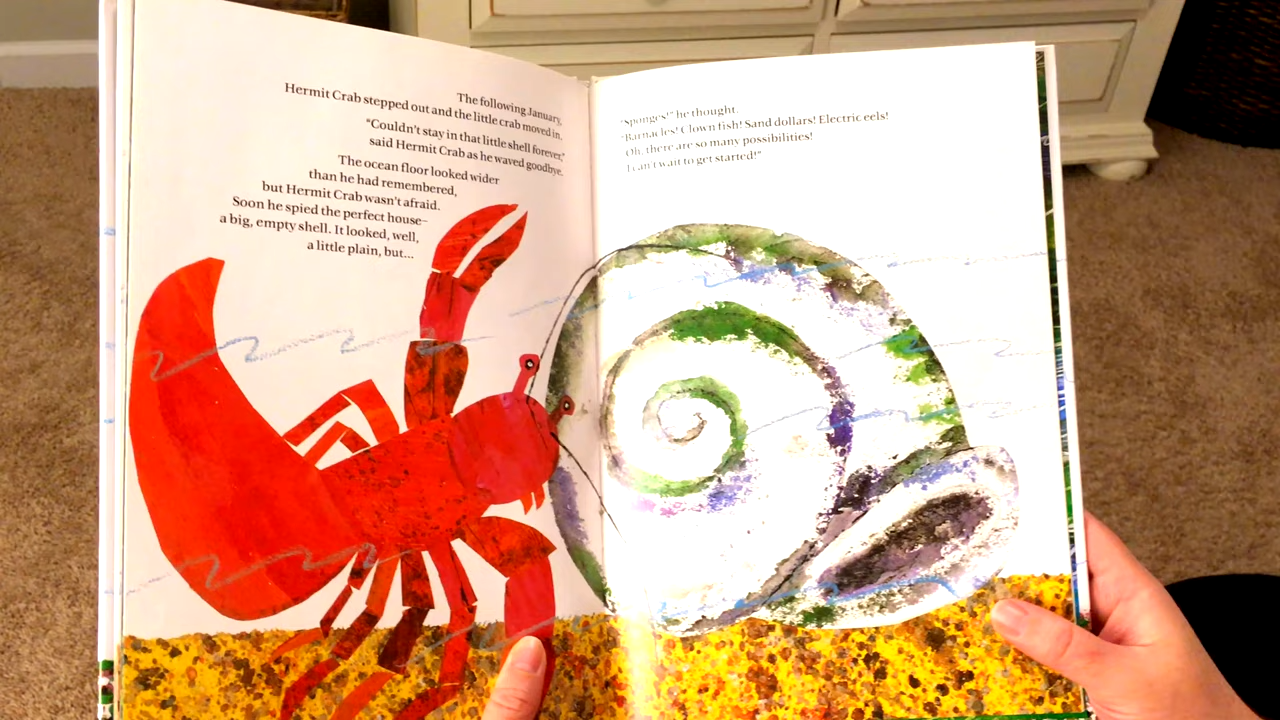 The following January,
Hermit Crab stepped out and the little crab moved in.
"Couldn't stay in that little shell forever,"
said Hermit Crab as he waved goodbye.
The ocean floor looked wider
than he had remembered,
but Hermit Crab wasn't afraid.
Soon he spied the perfect house–
a big, empty shell. It looked, well,
a little plain, but...
"Sponges!" he thought.
"Barnacles! Clown fish! Sand dollars! Electric eels!
Oh, there are so many possibilities!
I can't wait to get started!"